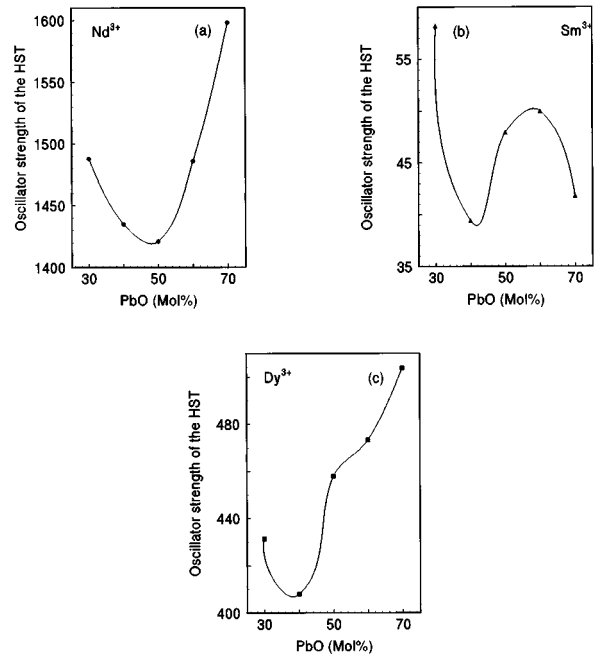 Nd³⁺ (a)
Oscillator strength of the HST
1600
1550
1500
1450
1400
30 50 70
PbO (Mol%)
(b) Sm³⁺
Oscillator strength of the HST
55
45
35
30 50 70
PbO (Mol%)
Dy³⁺ (c)
Oscillator strength of the HST
480
440
400
30 50 70
PbO (Mol%)